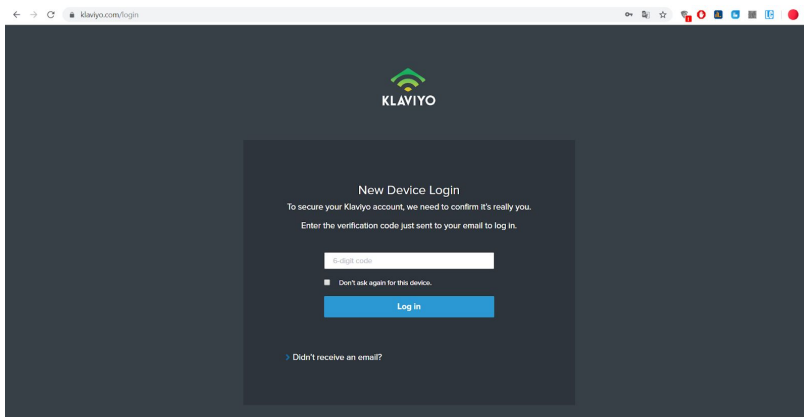 klaviyo.com/login
KLAVIYO
New Device Login
To secure your Klaviyo account, we need to confirm it's really you.
Enter the verification code just sent to your email to log in.
6-digit code
Don't ask again for this device.
Log in
Didn't receive an email?